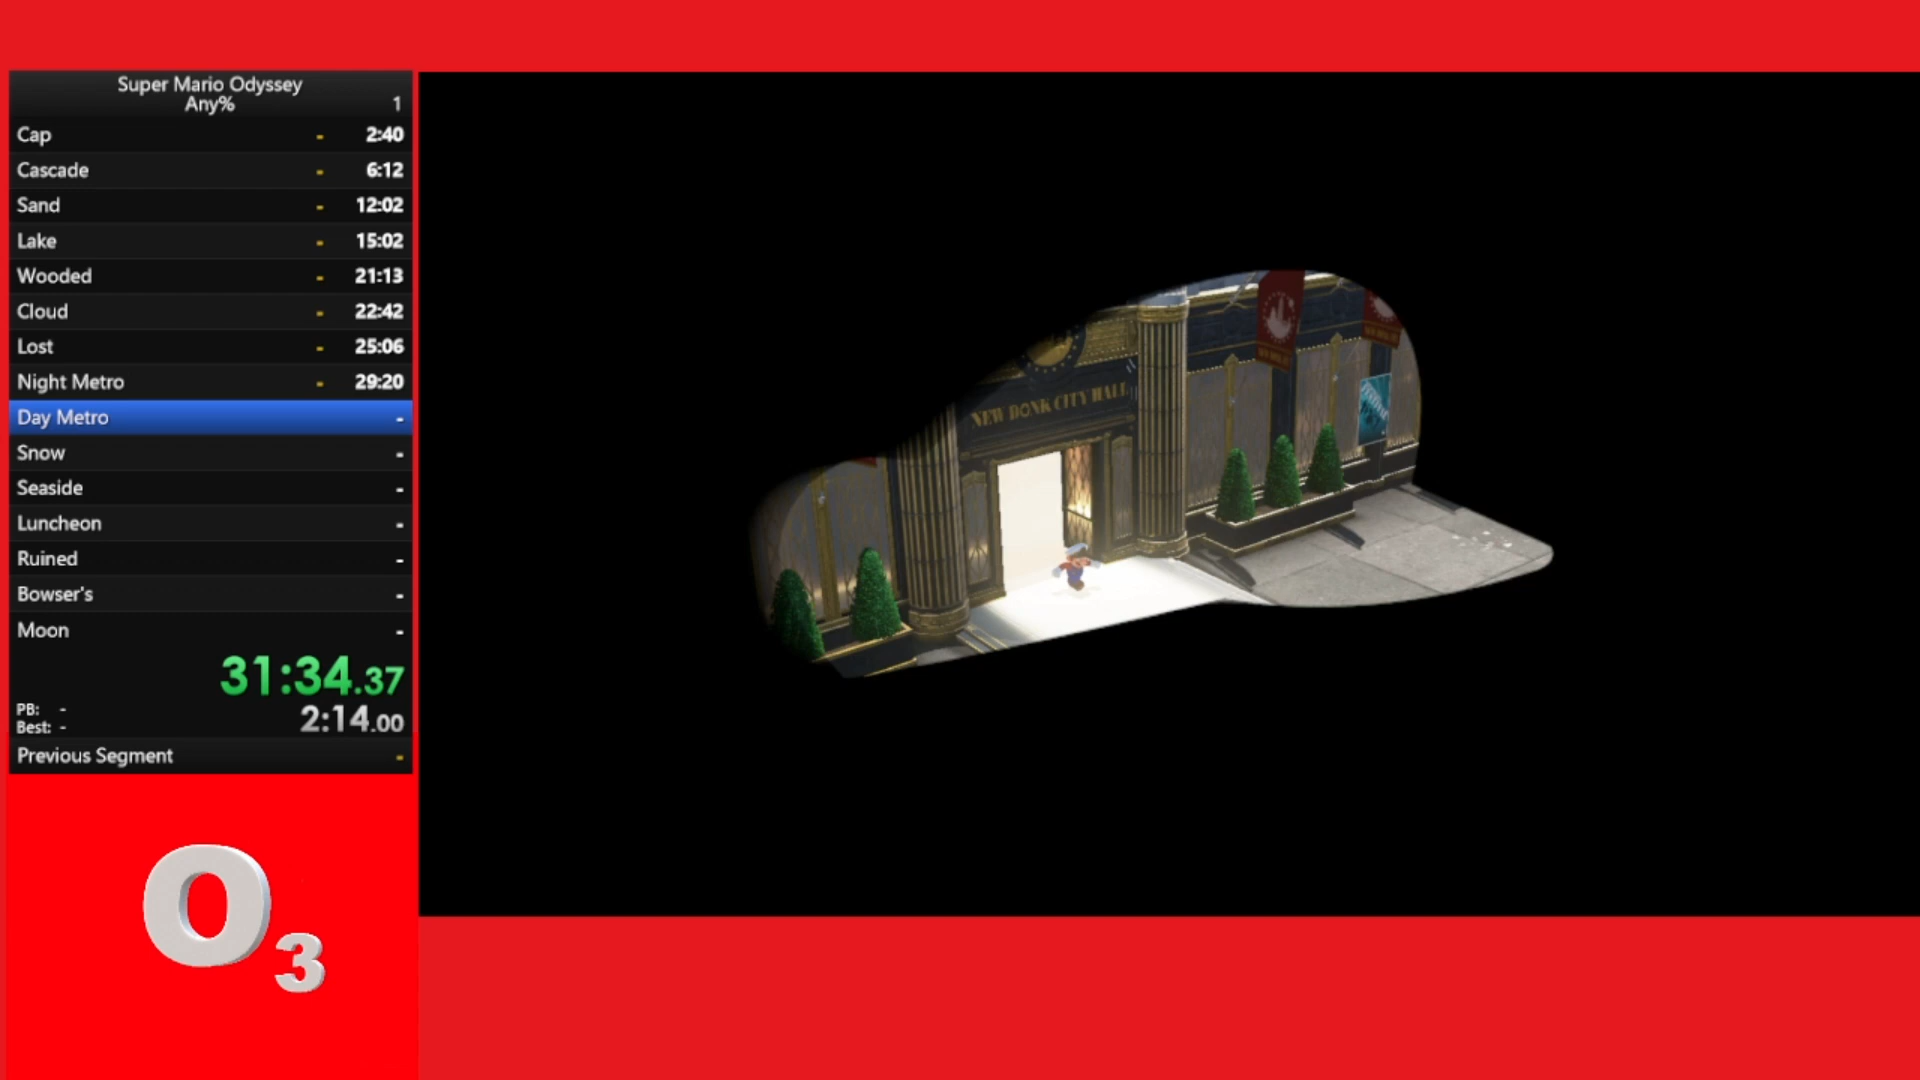 Super Mario Odyssey
Any% 1
Cap - 2:40
Cascade - 6:12
Sand - 12:02
Lake - 15:02
Wooded - 21:13
Cloud - 22:42
Lost - 25:06
Night Metro - 29:20
Day Metro -
Snow -
Seaside -
Luncheon -
Ruined -
Bowser's -
Moon -
31:34.37
PB: -
Best: -
2:14.00
Previous Segment -
O3
NEW DONK CITY HALL